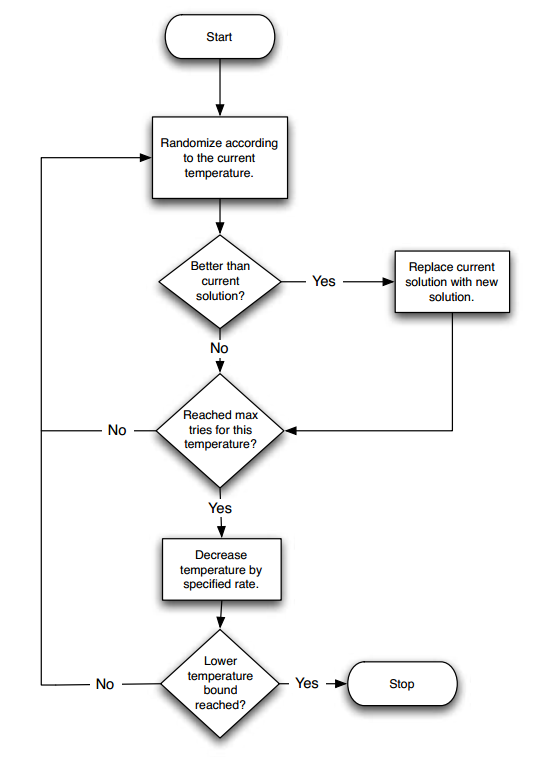 Start
Randomize according
to the current
temperature.
Better than
current
solution?
Yes
Replace current
solution with new
solution.
No
Reached max
tries for this
temperature?
No
Yes
Decrease
temperature by
specified rate.
Lower
temperature
bound
reached?
No
Yes
Stop